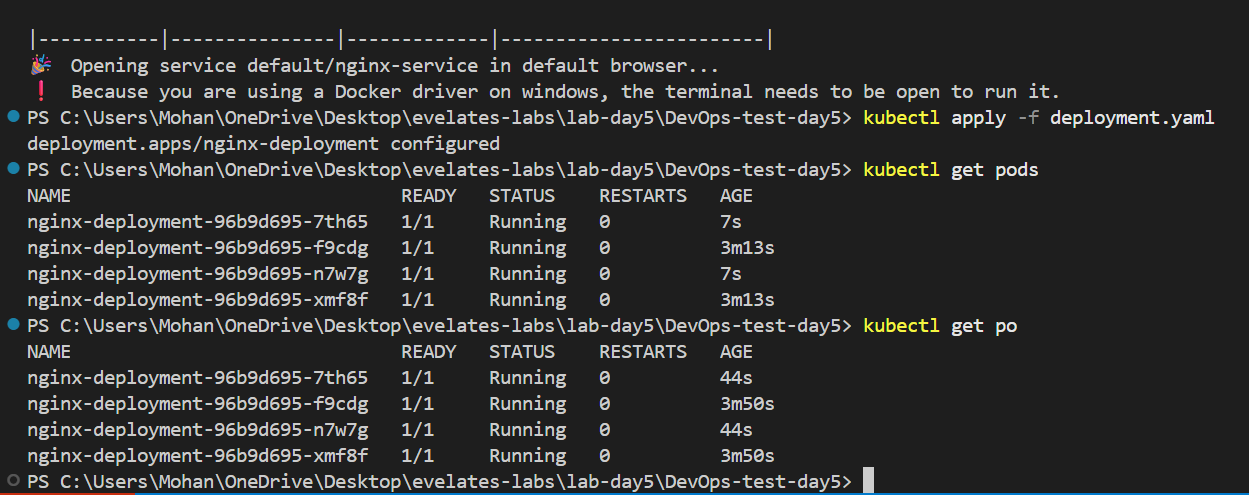 |-----------|---------------|-------------|------------------------|
🎉 Opening service default/nginx-service in default browser...
❗ Because you are using a Docker driver on windows, the terminal needs to be open to run it.
PS C:\Users\Mohan\OneDrive\Desktop\evelates-labs\lab-day5\DevOps-test-day5> kubectl apply -f deployment.yaml
deployment.apps/nginx-deployment configured
PS C:\Users\Mohan\OneDrive\Desktop\evelates-labs\lab-day5\DevOps-test-day5> kubectl get pods
NAME READY STATUS RESTARTS AGE
nginx-deployment-96b9d695-7th65 1/1 Running 0 7s
nginx-deployment-96b9d695-f9cdg 1/1 Running 0 3m13s
nginx-deployment-96b9d695-n7w7g 1/1 Running 0 7s
nginx-deployment-96b9d695-xmf8f 1/1 Running 0 3m13s
PS C:\Users\Mohan\OneDrive\Desktop\evelates-labs\lab-day5\DevOps-test-day5> kubectl get po
NAME READY STATUS RESTARTS AGE
nginx-deployment-96b9d695-7th65 1/1 Running 0 44s
nginx-deployment-96b9d695-f9cdg 1/1 Running 0 3m50s
nginx-deployment-96b9d695-n7w7g 1/1 Running 0 44s
nginx-deployment-96b9d695-xmf8f 1/1 Running 0 3m50s
PS C:\Users\Mohan\OneDrive\Desktop\evelates-labs\lab-day5\DevOps-test-day5>